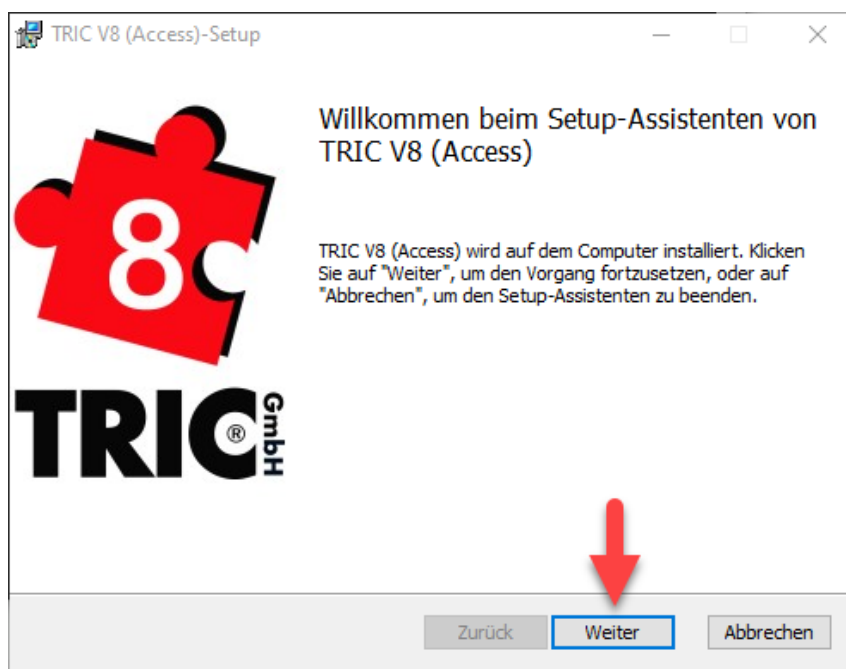 TRIC V8 (Access)-Setup
Willkommen beim Setup-Assistenten von
TRIC V8 (Access)
8
TRIC V8 (Access) wird auf dem Computer installiert. Klicken
Sie auf "Weiter", um den Vorgang fortzusetzen, oder auf
"Abbrechen", um den Setup-Assistenten zu beenden.
TRIC® GmbH
Zurück Weiter Abbrechen